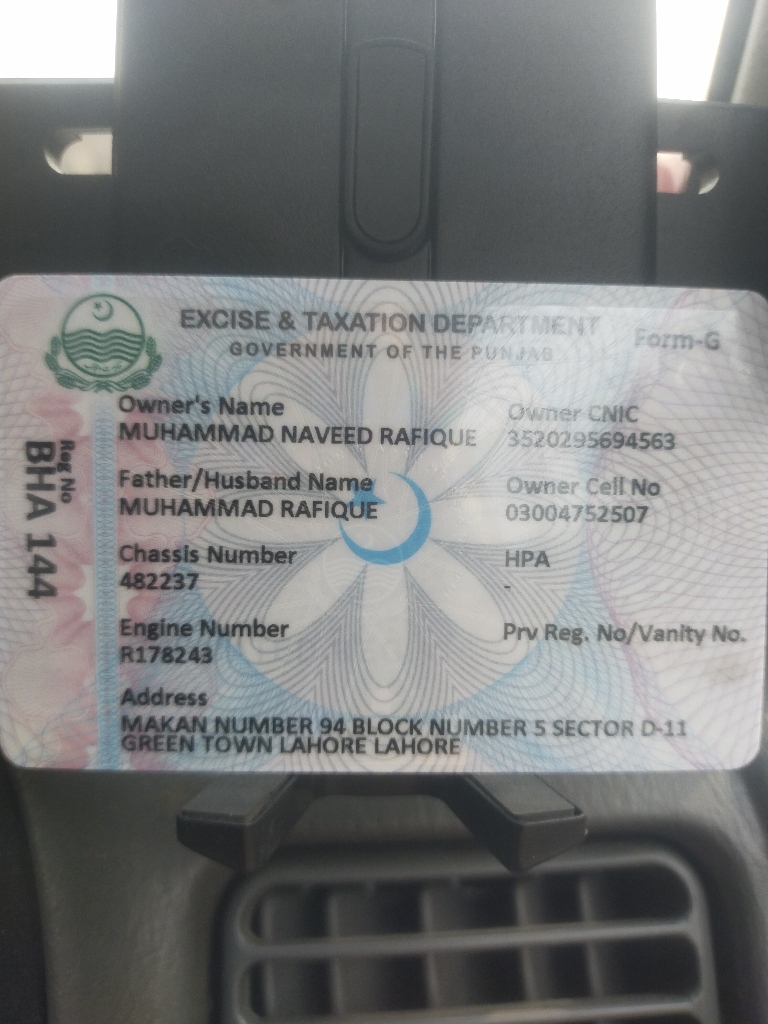 EXCISE & TAXATION DEPARTMENT
GOVERNMENT OF THE PUNJAB
Form-G
Reg No
BHA 144
Owner's Name
MUHAMMAD NAVEED RAFIQUE
Owner CNIC
3520295694563
Father/Husband Name
MUHAMMAD RAFIQUE
Owner Cell No
03004752507
Chassis Number
482237
HPA
-
Engine Number
R178243
Prv Reg. No/Vanity No.
Address
MAKAN NUMBER 94 BLOCK NUMBER 5 SECTOR D-11
GREEN TOWN LAHORE LAHORE